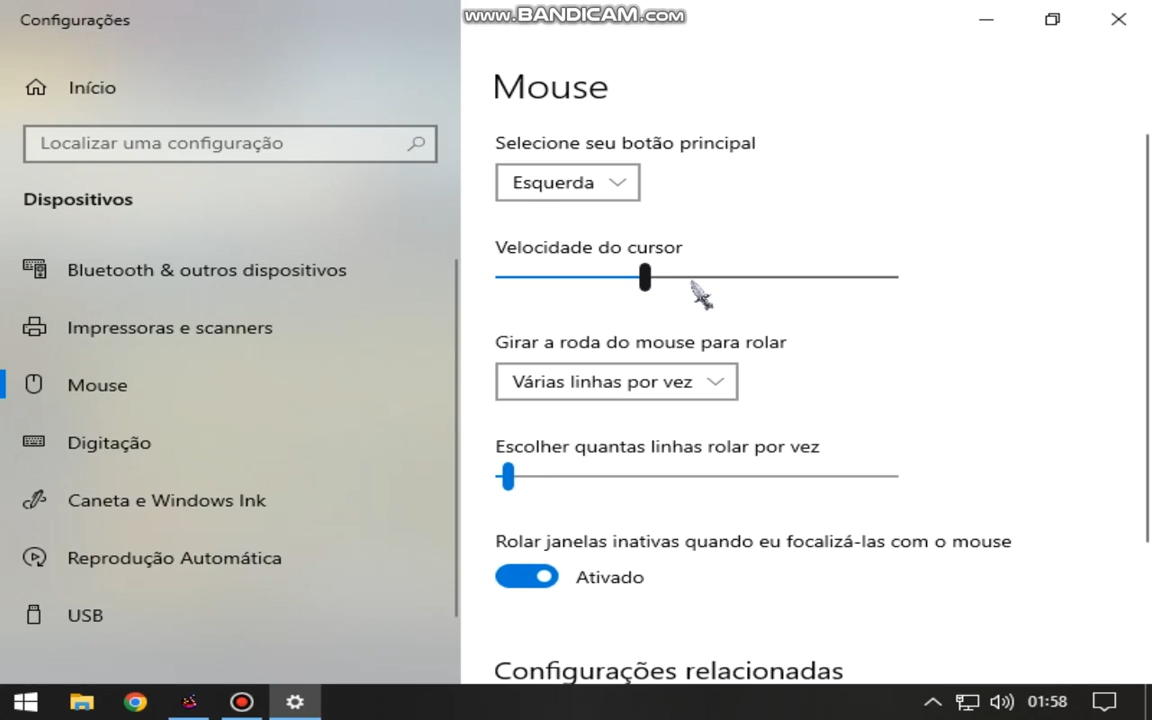 Configurações
www.BANDICAM.com
Início
Localizar uma configuração
Dispositivos
Bluetooth & outros dispositivos
Impressoras e scanners
Mouse
Digitação
Caneta e Windows Ink
Reprodução Automática
USB
Mouse
Selecione seu botão principal
Esquerda
Velocidade do cursor
Girar a roda do mouse para rolar
Várias linhas por vez
Escolher quantas linhas rolar por vez
Rolar janelas inativas quando eu focalizá-las com o mouse
Ativado
Configurações relacionadas
01:58